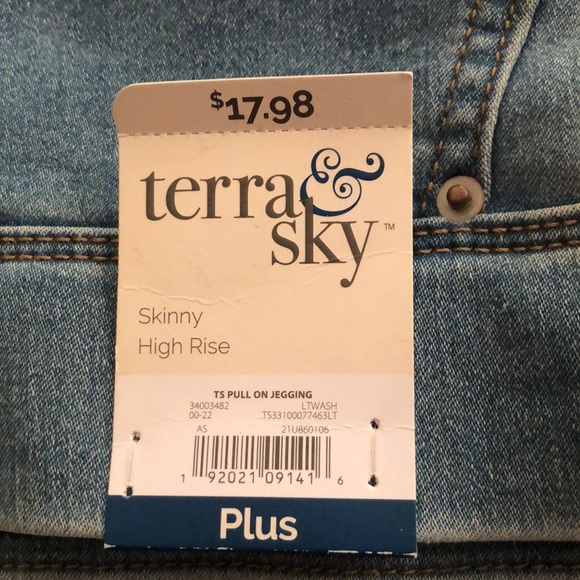 $17.98
terra &
sky™
Skinny
High Rise
TS PULL ON JEGGING
34003482 LTWASH
00-22 TS33100077463LT
AS 21U860106
1 92021 09141 6
Plus